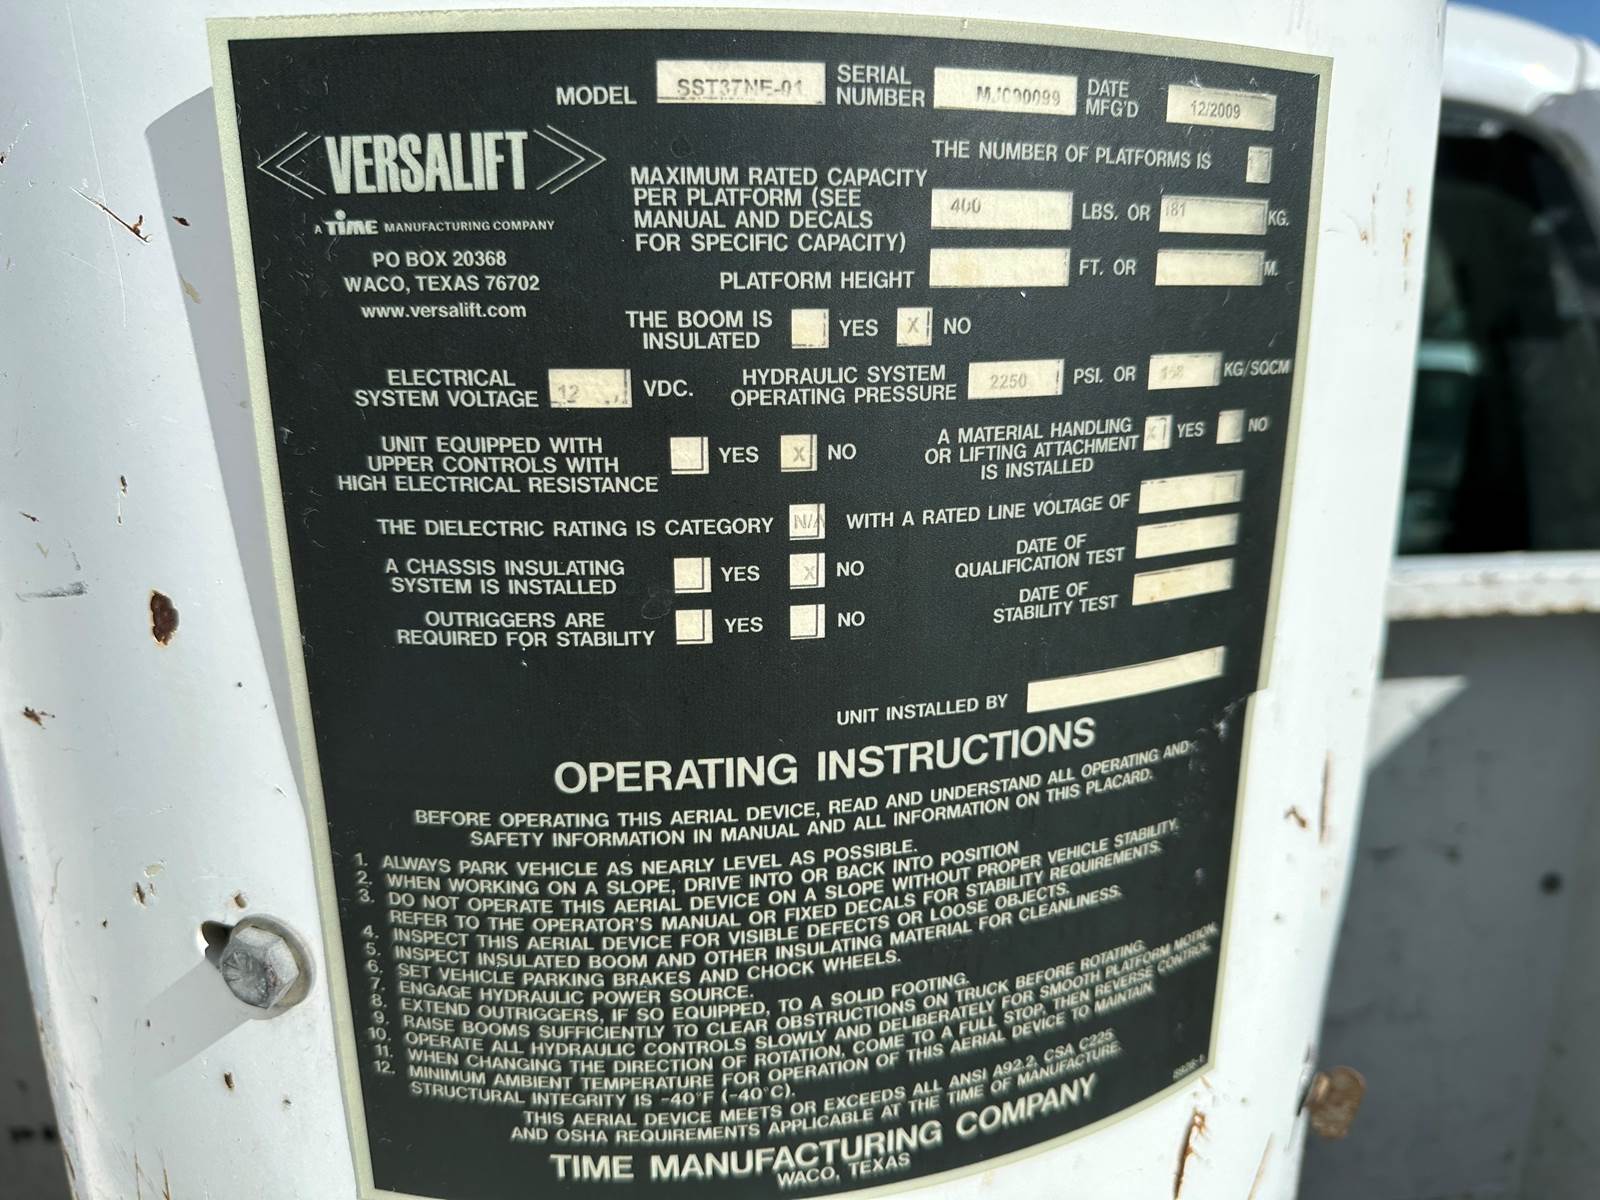 MODEL SST37NE-01 SERIAL NUMBER MJ090099 DATE MFG'D 12/2009
VERSALIFT
A TIME MANUFACTURING COMPANY
PO BOX 20368
WACO, TEXAS 76702
www.versalift.com
THE NUMBER OF PLATFORMS IS
MAXIMUM RATED CAPACITY
PER PLATFORM (SEE
MANUAL AND DECALS
FOR SPECIFIC CAPACITY)
400 LBS. OR 181 KG.
PLATFORM HEIGHT FT. OR M.
THE BOOM IS
INSULATED
YES X NO
ELECTRICAL
SYSTEM VOLTAGE
12 VDC.
HYDRAULIC SYSTEM
OPERATING PRESSURE
2250 PSI. OR 158 KG/SQCM
UNIT EQUIPPED WITH
UPPER CONTROLS WITH
HIGH ELECTRICAL RESISTANCE
YES X NO
A MATERIAL HANDLING
OR LIFTING ATTACHMENT
IS INSTALLED
X YES NO
THE DIELECTRIC RATING IS CATEGORY N/A WITH A RATED LINE VOLTAGE OF
A CHASSIS INSULATING
SYSTEM IS INSTALLED
YES X NO
DATE OF
QUALIFICATION TEST
OUTRIGGERS ARE
REQUIRED FOR STABILITY
YES NO
DATE OF
STABILITY TEST
UNIT INSTALLED BY
OPERATING INSTRUCTIONS
BEFORE OPERATING THIS AERIAL DEVICE, READ AND UNDERSTAND ALL OPERATING AND
SAFETY INFORMATION IN MANUAL AND ALL INFORMATION ON THIS PLACARD.
1. ALWAYS PARK VEHICLE AS NEARLY LEVEL AS POSSIBLE.
2. WHEN WORKING ON A SLOPE, DRIVE INTO OR BACK INTO POSITION
3. DO NOT OPERATE THIS AERIAL DEVICE ON A SLOPE WITHOUT PROPER VEHICLE STABILITY.
REFER TO THE OPERATOR'S MANUAL OR FIXED DECALS FOR STABILITY REQUIREMENTS.
4. INSPECT THIS AERIAL DEVICE FOR VISIBLE DEFECTS OR LOOSE OBJECTS.
5. INSPECT INSULATED BOOM AND OTHER INSULATING MATERIAL FOR CLEANLINESS.
6. SET VEHICLE PARKING BRAKES AND CHOCK WHEELS.
7. ENGAGE HYDRAULIC POWER SOURCE.
8. EXTEND OUTRIGGERS, IF SO EQUIPPED, TO A SOLID FOOTING.
9. RAISE BOOMS SUFFICIENTLY TO CLEAR OBSTRUCTIONS ON TRUCK BEFORE ROTATING.
10. OPERATE ALL HYDRAULIC CONTROLS SLOWLY AND DELIBERATELY FOR SMOOTH PLATFORM MOTION.
11. WHEN CHANGING THE DIRECTION OF ROTATION, COME TO A FULL STOP, THEN REVERSE CONTROL.
12. MINIMUM AMBIENT TEMPERATURE FOR OPERATION OF THIS AERIAL DEVICE TO MAINTAIN
STRUCTURAL INTEGRITY IS -40°F (-40°C).
THIS AERIAL DEVICE MEETS OR EXCEEDS ALL ANSI A92.2, CSA C225
AND OSHA REQUIREMENTS APPLICABLE AT THE TIME OF MANUFACTURE.
TIME MANUFACTURING COMPANY
WACO, TEXAS